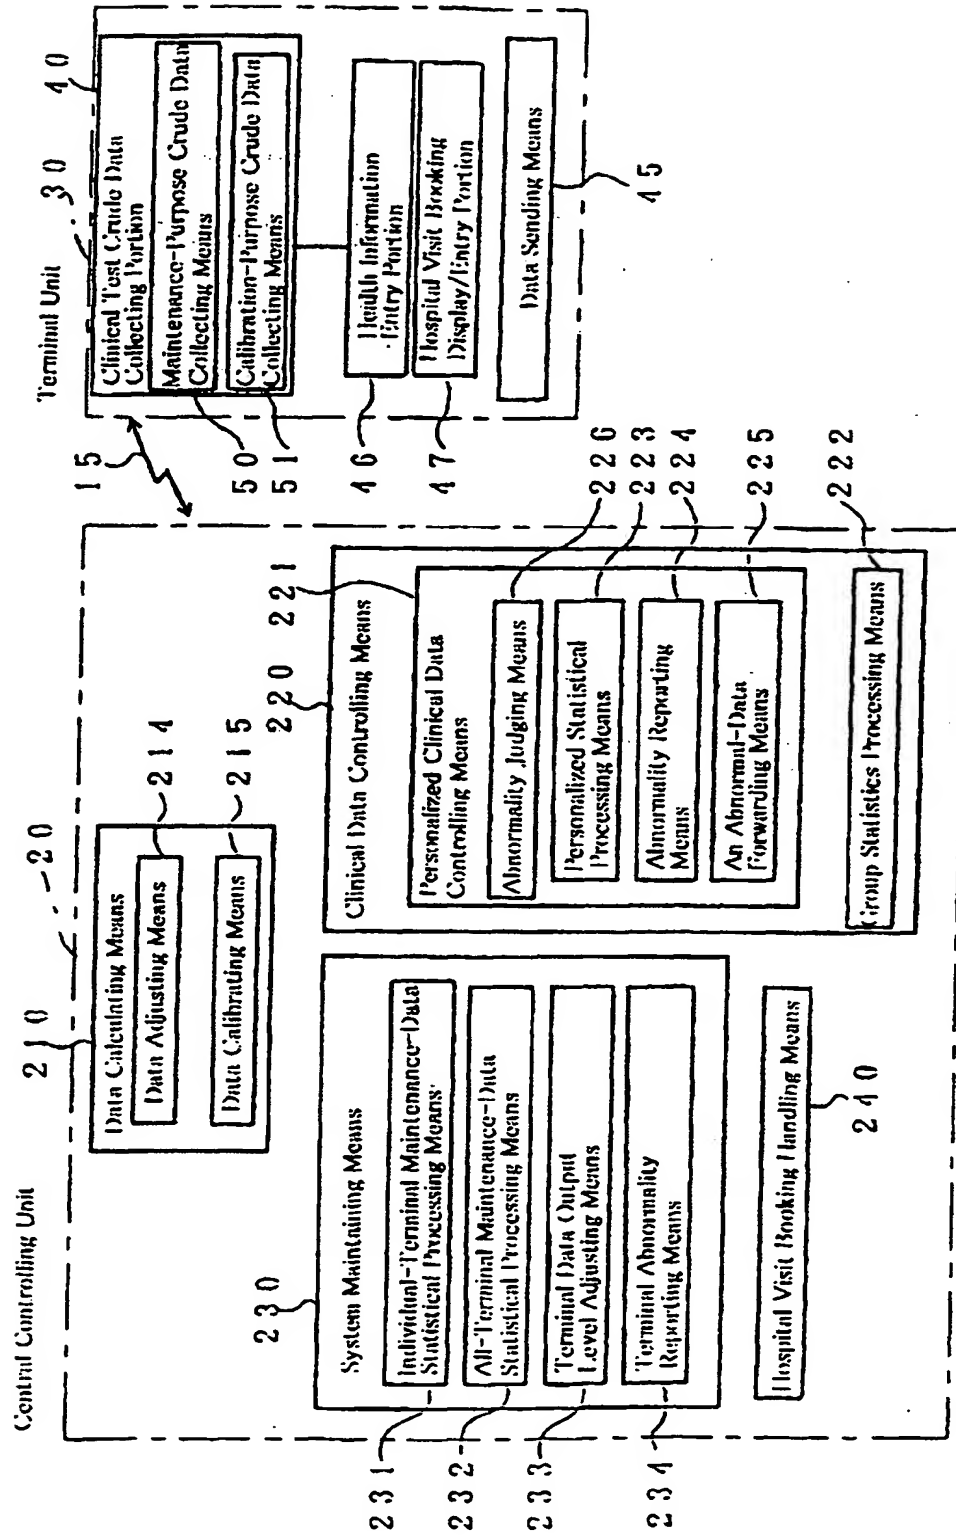 Central Controlling Unit
20
210
Data Calculating Means
Data Adjusting Means
214
Data Calibrating Means
215
230
System Maintaining Means
231
Individual-Terminal Maintenance-Data
Statistical Processing Means
232
All-Terminal Maintenance-Data
Statistical Processing Means
233
Terminal Data Output
Level Adjusting Means
234
Terminal Abnormality
Reporting Means
Hospital Visit Booking Handling Means
240
220
Clinical Data Controlling Means
221
Personalized Clinical Data
Controlling Means
Abnormality Judging Means
226
Personalized Statistical
Processing Means
223
Abnormality Reporting
Means
224
An Abnormal-Data
Forwarding Means
225
Group Statistics Processing Means
222
15
Terminal Unit
30
40
Clinical Test Crude Data
Collecting Portion
Maintenance-Purpose Crude Data
Collecting Means
50
Calibration-Purpose Crude Data
Collecting Means
51
Health Information
Entry Portion
46
Hospital Visit Booking
Display/Entry Portion
47
Data Sending Means
45